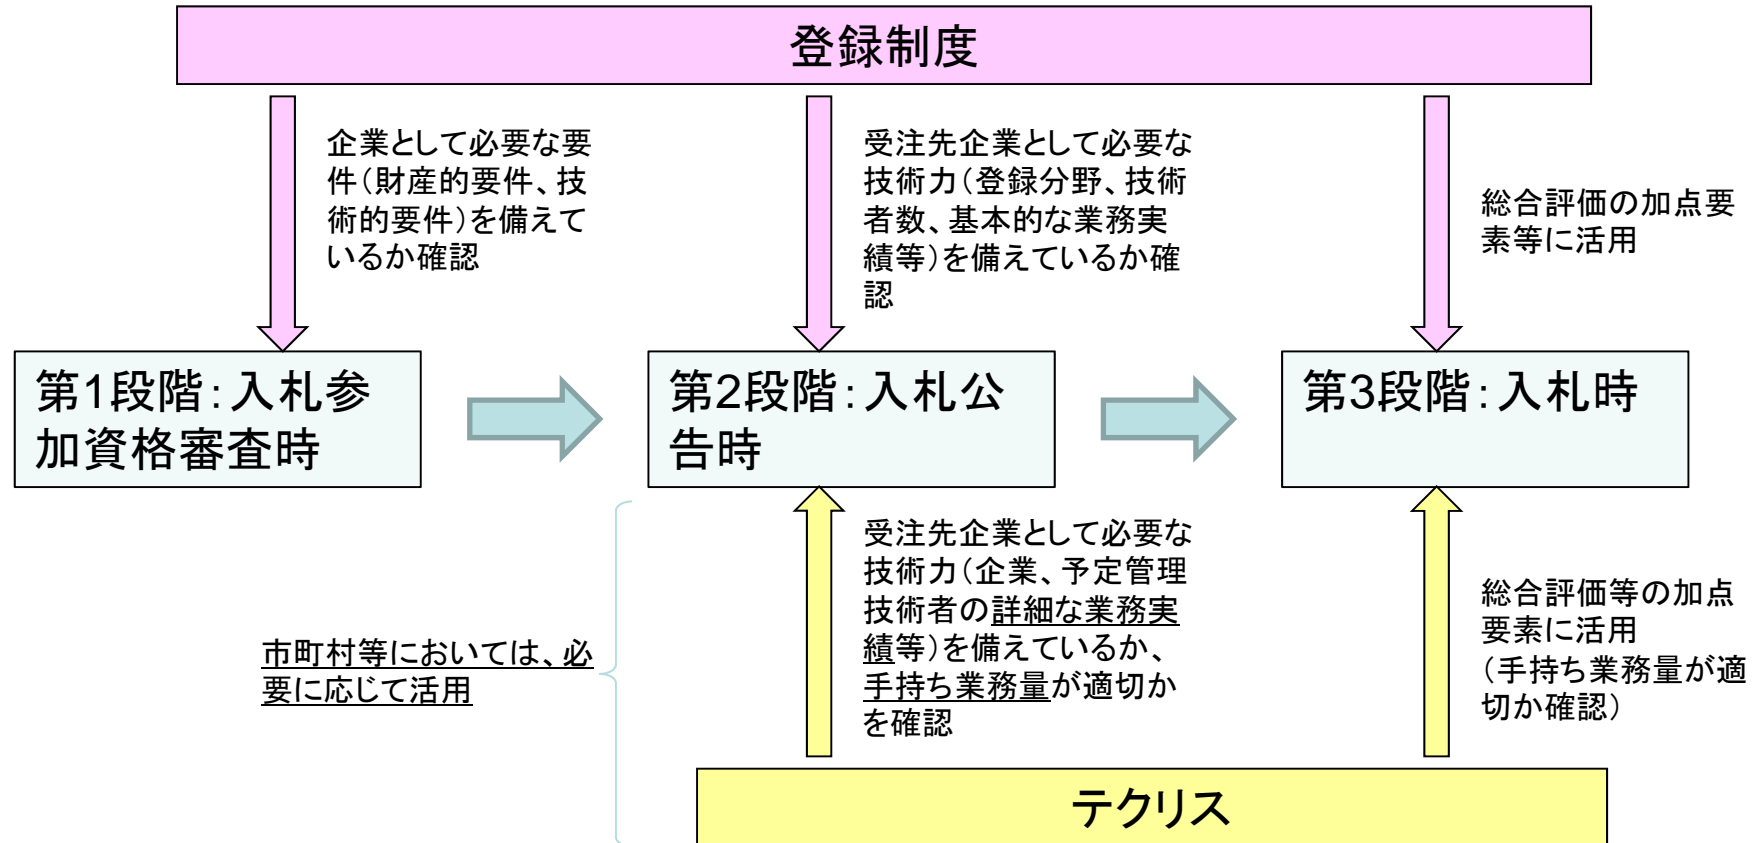 登録制度
企業として必要な要
件（財産的要件、技
術的要件）を備えて
いるか確認
受注先企業として必要な
技術力（登録分野、技術
者数、基本的な業務実
績等）を備えているか確
認
総合評価の加点要
素等に活用
第1段階：入札参
加資格審査時
第2段階：入札公
告時
第3段階：入札時
市町村等においては、必
要に応じて活用
受注先企業として必要な
技術力（企業、予定管理
技術者の詳細な業務実
績等）を備えているか、
手持ち業務量が適切か
を確認
総合評価等の加点
要素に活用
（手持ち業務量が適
切か確認）
テクリス